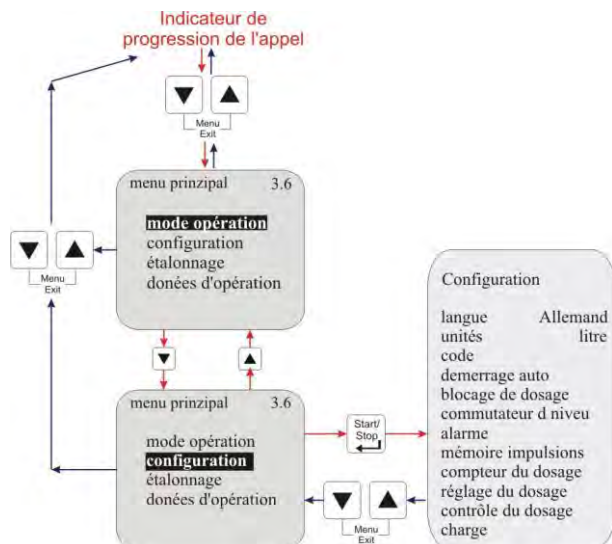 Indicateur de
progression de l'appel
Menu
Exit
menu prinzipal 3.6
mode opération
configuration
étalonnage
donées d'opération
Menu
Exit
menu prinzipal 3.6
mode opération
configuration
étalonnage
donées d'opération
Start/
Stop
Menu
Exit
Configuration
langue Allemand
unités litre
code
demerrage auto
blocage de dosage
commutateur d niveu
alarme
mémoire impulsions
compteur du dosage
réglage du dosage
contrôle du dosage
charge